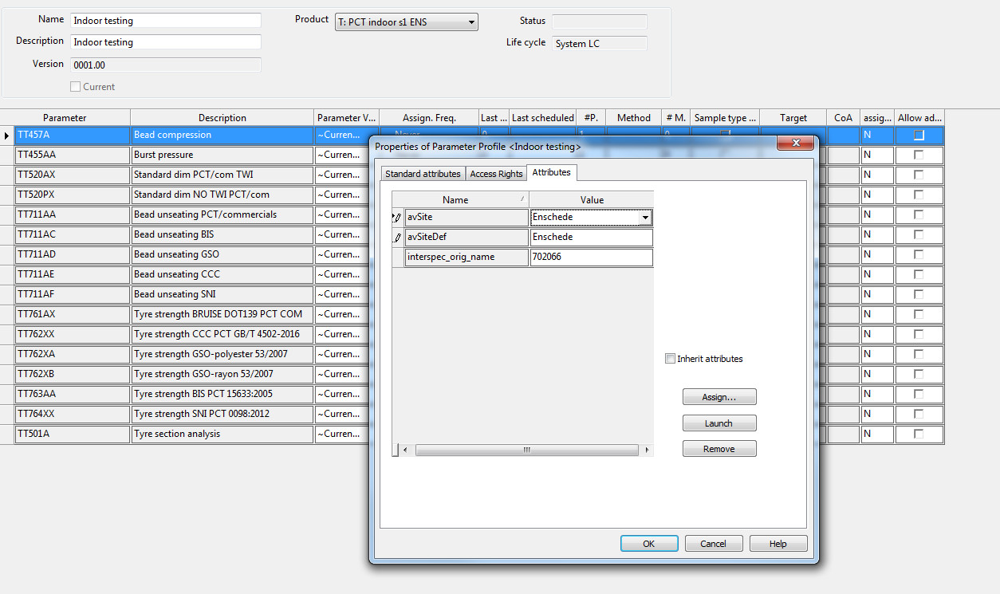 Name Indoor testing Product T: PCT indoor s1 ENS Status
Description Indoor testing Life cycle System LC
Version 0001.00
Current
Parameter Description Parameter V... Assign. Freq. Last ... Last scheduled #P. Method # M. Sample type ... Target CoA assig... Allow ad...
TT457A Bead compression ~Curren... Never N
TT455AA Burst pressure ~Curren... N
TT520AX Standard dim PCT/com TWI ~Curren... N
TT520PX Standard dim NO TWI PCT/com ~Curren... N
TT711AA Bead unseating PCT/commercials ~Curren... N
TT711AC Bead unseating BIS ~Curren... N
TT711AD Bead unseating GSO ~Curren... N
TT711AE Bead unseating CCC ~Curren... N
TT711AF Bead unseating SNI ~Curren... N
TT761AX Tyre strength BRUISE DOT139 PCT COM ~Curren... N
TT762XX Tyre strength CCC PCT GB/T 4502-2016 ~Curren... N
TT762XA Tyre strength GSO-polyester 53/2007 ~Curren... N
TT762XB Tyre strength GSO-rayon 53/2007 ~Curren... N
TT763AA Tyre strength BIS PCT 15633:2005 ~Curren... N
TT764XX Tyre strength SNI PCT 0098:2012 ~Curren... N
TT501A Tyre section analysis ~Curren... N
Properties of Parameter Profile <Indoor testing>
Standard attributes Access Rights Attributes
Name Value
avSite Enschede
avSiteDef Enschede
interspec_orig_name 702066
Inherit attributes
Assign...
Launch
Remove
OK Cancel Help